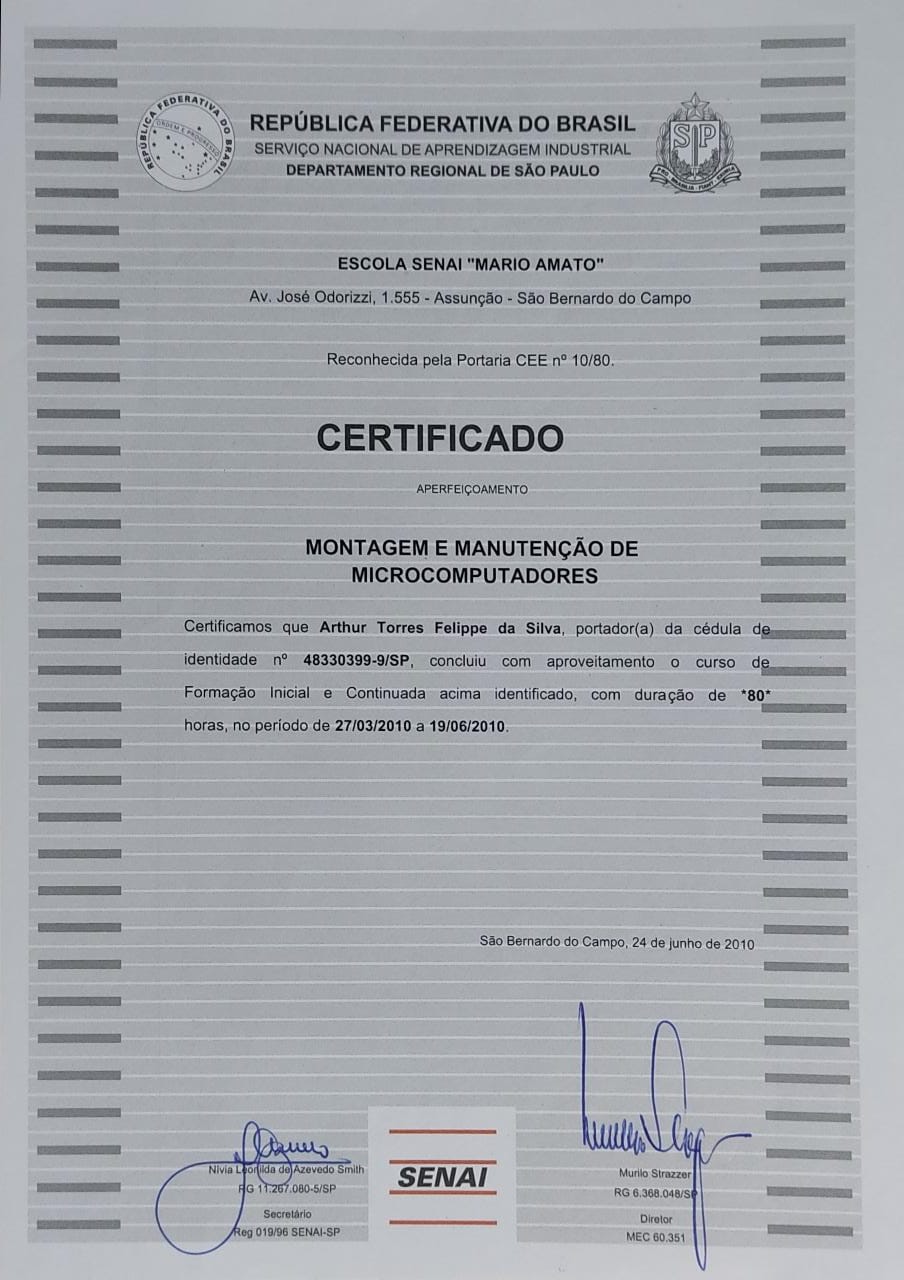 REPÚBLICA FEDERATIVA DO BRASIL
ORDEM E PROGRESSO
REPÚBLICA FEDERATIVA DO BRASIL
SERVIÇO NACIONAL DE APRENDIZAGEM INDUSTRIAL
DEPARTAMENTO REGIONAL DE SÃO PAULO
SP
PRO · BRASILIA · FIANT · EXIMIA
ESCOLA SENAI "MARIO AMATO"
Av. José Odorizzi, 1.555 - Assunção - São Bernardo do Campo
Reconhecida pela Portaria CEE nº 10/80.
CERTIFICADO
APERFEIÇOAMENTO
MONTAGEM E MANUTENÇÃO DE
MICROCOMPUTADORES
Certificamos que Arthur Torres Felippe da Silva, portador(a) da cédula de
identidade nº 48330399-9/SP, concluiu com aproveitamento o curso de
Formação Inicial e Continuada acima identificado, com duração de *80*
horas, no período de 27/03/2010 a 19/06/2010.
São Bernardo do Campo, 24 de junho de 2010
Nivia Leonilda de Azevedo Smith
RG 11.267.080-5/SP
Secretário
Reg 019/96 SENAI-SP
SENAI
Murilo Strazzer
RG 6.368.048/SP
Diretor
MEC 60.351